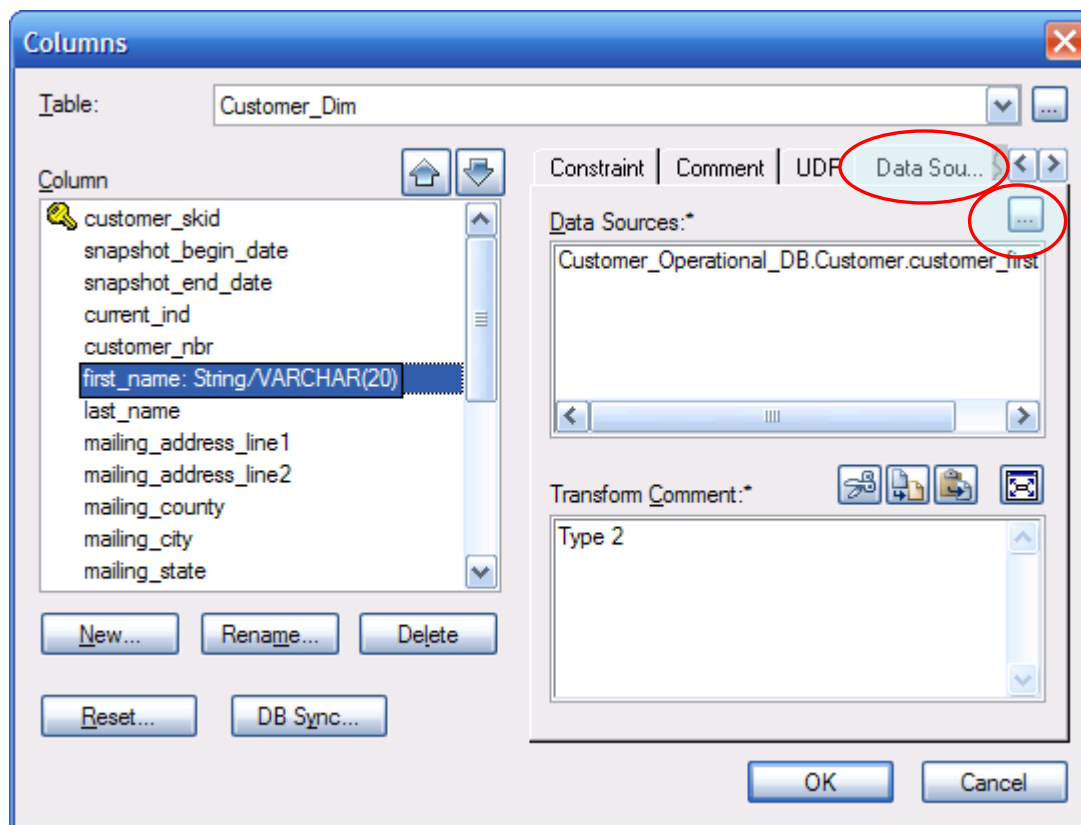 Columns
Table:
Customer_Dim
...
Column
customer_skid
snapshot_begin_date
snapshot_end_date
current_ind
customer_nbr
first_name: String/VARCHAR(20)
last_name
mailing_address_line1
mailing_address_line2
mailing_county
mailing_city
mailing_state
New...
Rename...
Delete
Reset...
DB Sync...
Constraint
Comment
UDF
Data Sou...
Data Sources:*
...
Customer_Operational_DB.Customer.customer_first
Transform Comment:*
Type 2
OK
Cancel